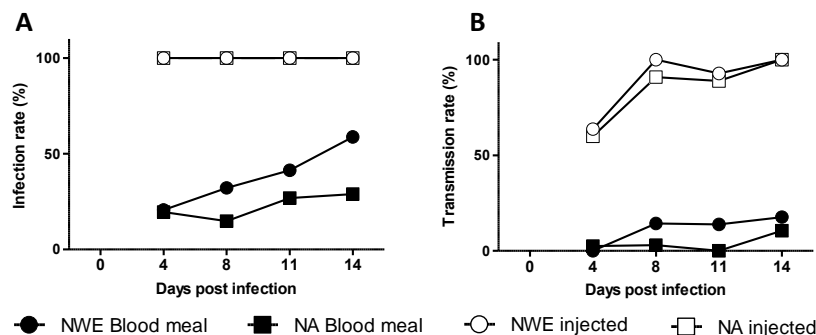 A
Infection rate (%)
100
50
0
0 4 8 11 14
Days post infection
B
Transmission rate (%)
100
50
0
0 4 8 11 14
Days post infection
NWE Blood meal NA Blood meal NWE injected NA injected